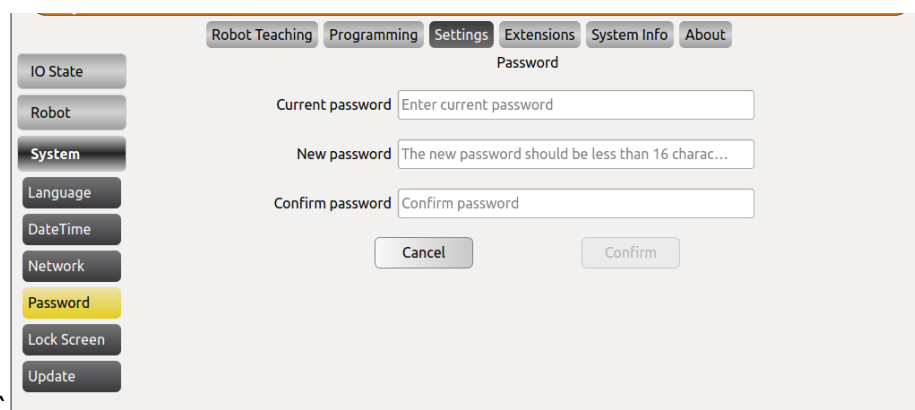 Robot Teaching Programming Settings Extensions System Info About
Password
IO State
Robot
System
Language
DateTime
Network
Password
Lock Screen
Update
Current password Enter current password
New password The new password should be less than 16 charac...
Confirm password Confirm password
Cancel Confirm